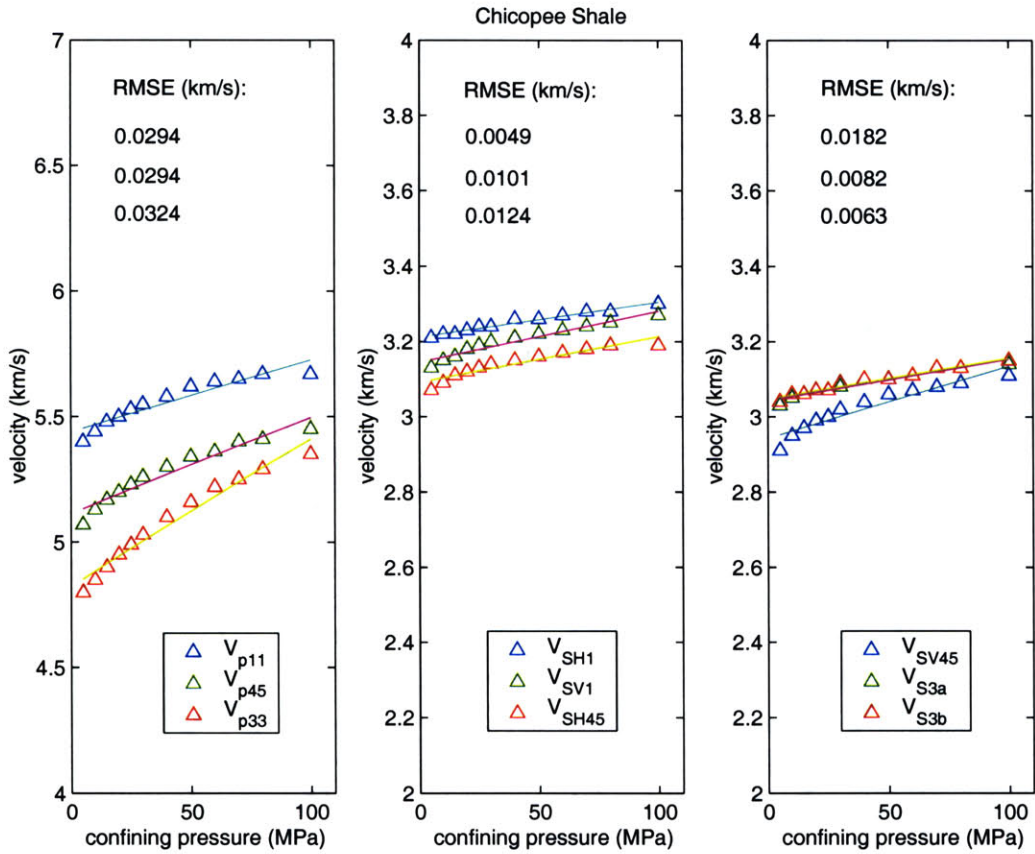 Chicopee Shale
7
6.5
6
5.5
5
4.5
4
velocity (km/s)
RMSE (km/s):
0.0294
0.0294
0.0324
V_p11
V_p45
V_p33
0
50
100
confining pressure (MPa)
4
3.8
3.6
3.4
3.2
3
2.8
2.6
2.4
2.2
2
velocity (km/s)
RMSE (km/s):
0.0049
0.0101
0.0124
V_SH1
V_SV1
V_SH45
0
50
100
confining pressure (MPa)
4
3.8
3.6
3.4
3.2
3
2.8
2.6
2.4
2.2
2
velocity (km/s)
RMSE (km/s):
0.0182
0.0082
0.0063
V_SV45
V_S3a
V_S3b
0
50
100
confining pressure (MPa)